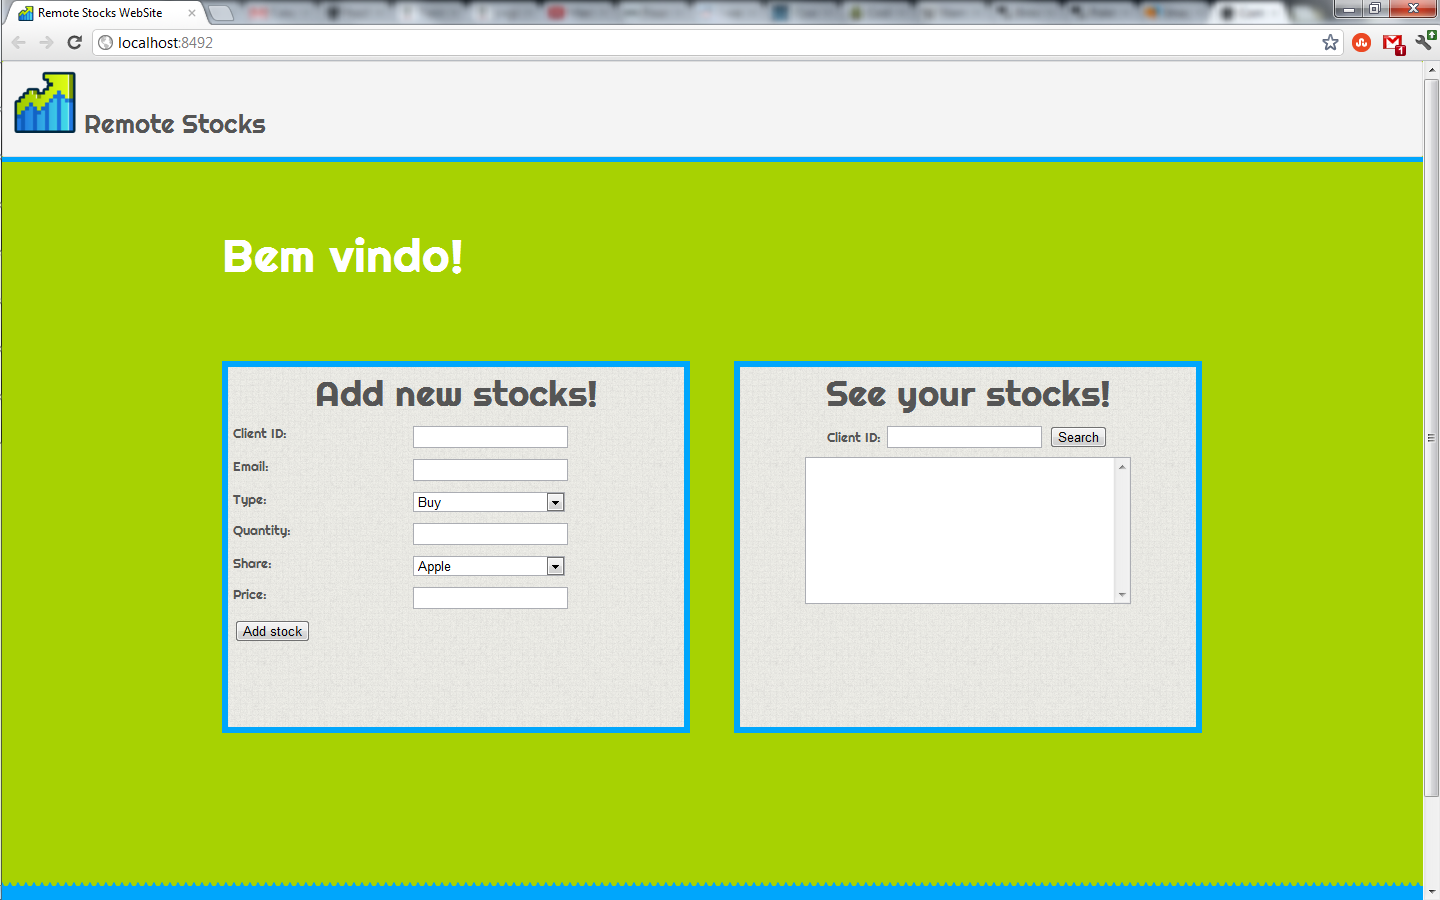 Remote Stocks WebSite
localhost:8492
1
Remote Stocks
Bem vindo!
Add new stocks!
Client ID:
Email:
Type: Buy
Quantity:
Share: Apple
Price:
Add stock
See your stocks!
Client ID: Search